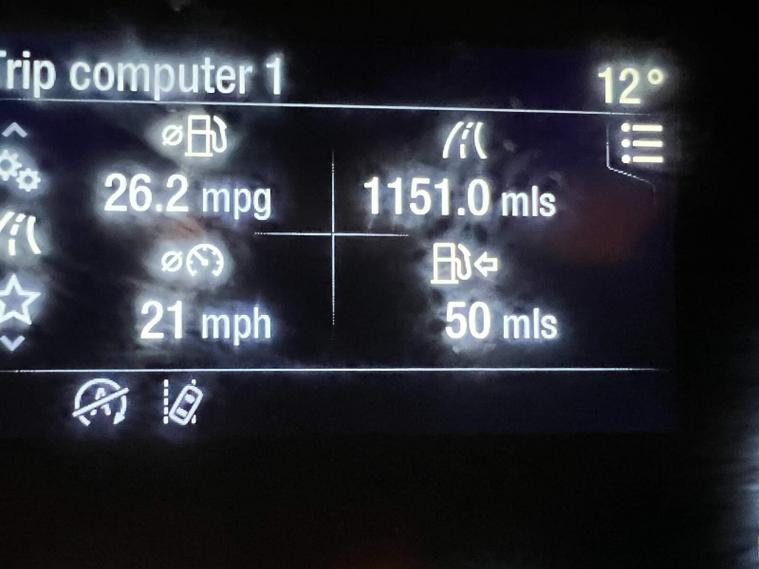 Trip computer 1 12°
26.2 mpg 1151.0 mls
21 mph 50 mls
A